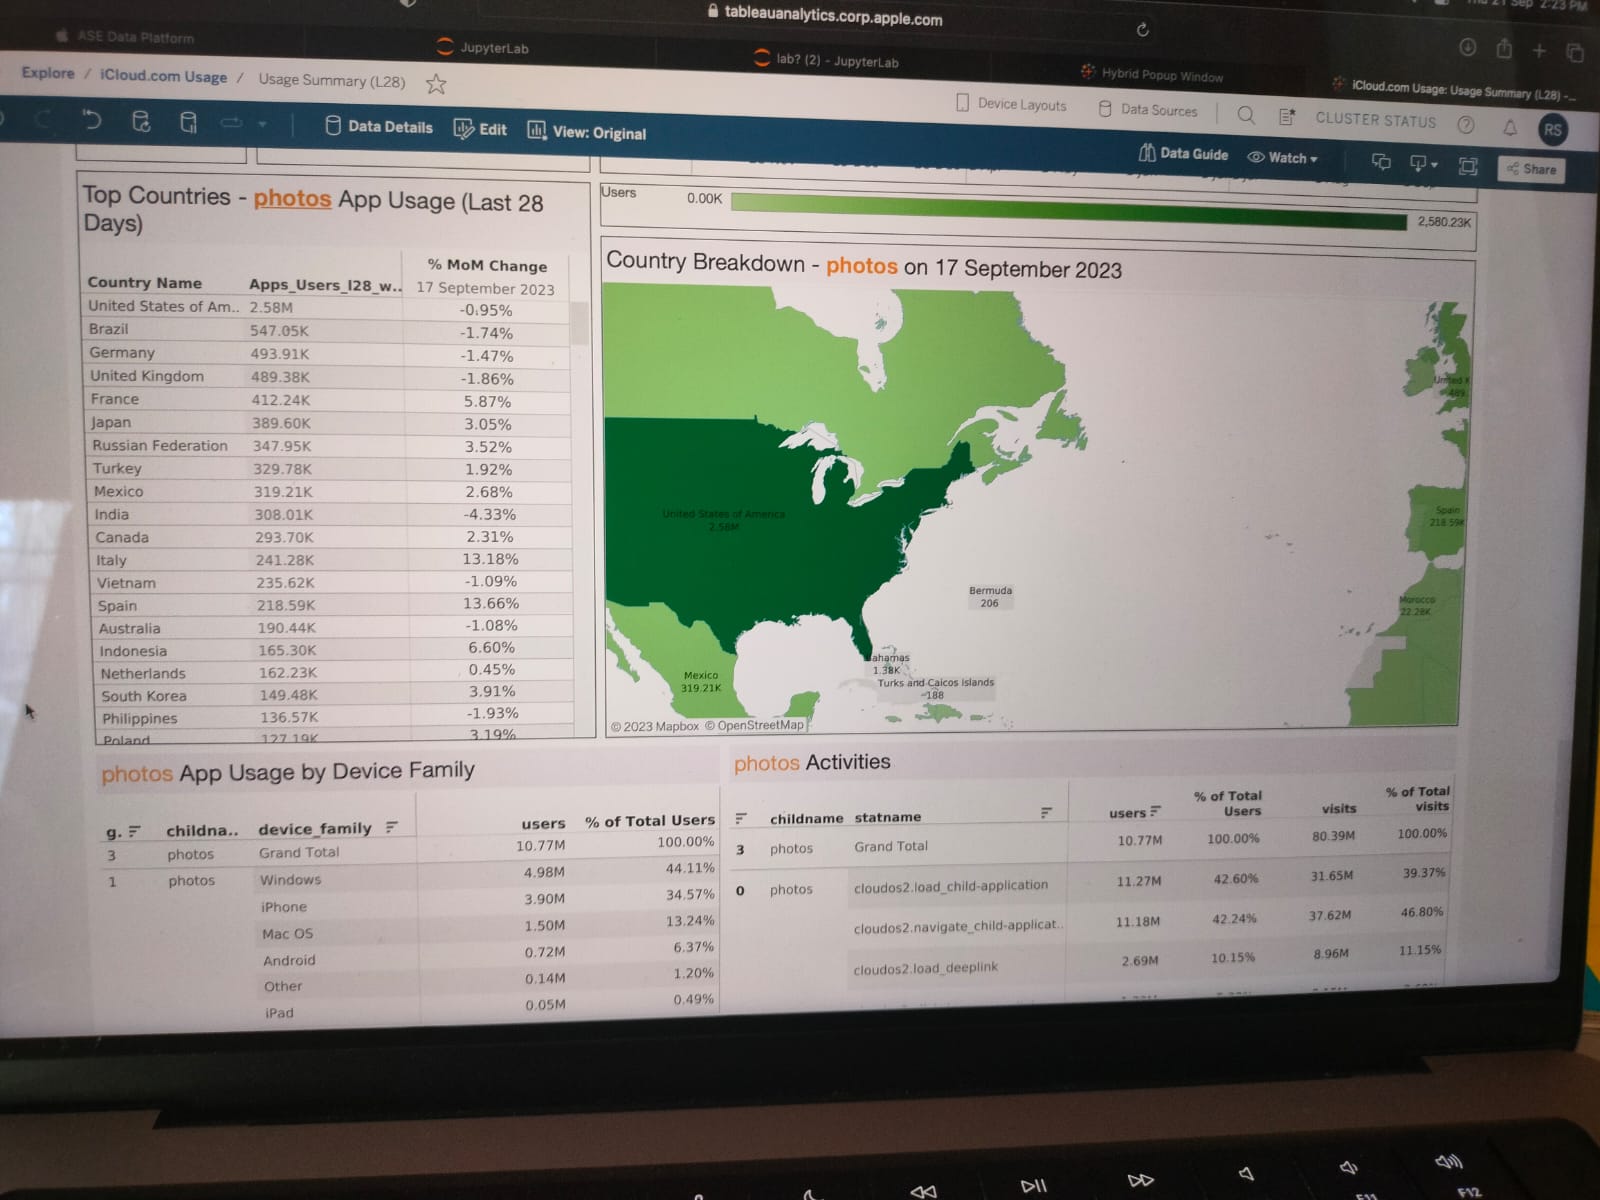 tableauanalytics.corp.apple.com
Thu 21 Sep 2:23 PM
ASE Data Platform
JupyterLab
lab? (2) - JupyterLab
Hybrid Popup Window
iCloud.com Usage: Usage Summary (L28) -...
Explore / iCloud.com Usage / Usage Summary (L28)
Device Layouts
Data Sources
CLUSTER STATUS
RS
Data Details
Edit
View: Original
Data Guide
Watch
Share
Top Countries - photos App Usage (Last 28
Days)
Country Name Apps_Users_l28_w.. % MoM Change
17 September 2023
United States of Am.. 2.58M -0.95%
Brazil 547.05K -1.74%
Germany 493.91K -1.47%
United Kingdom 489.38K -1.86%
France 412.24K 5.87%
Japan 389.60K 3.05%
Russian Federation 347.95K 3.52%
Turkey 329.78K 1.92%
Mexico 319.21K 2.68%
India 308.01K -4.33%
Canada 293.70K 2.31%
Italy 241.28K 13.18%
Vietnam 235.62K -1.09%
Spain 218.59K 13.66%
Australia 190.44K -1.08%
Indonesia 165.30K 6.60%
Netherlands 162.23K 0.45%
South Korea 149.48K 3.91%
Philippines 136.57K -1.93%
Poland 127.19K 3.19%
Users 0.00K 2,580.23K
Country Breakdown - photos on 17 September 2023
United K
489.
United States of America
2.58M
Spain
218.59K
Bermuda
206
Morocco
22.28K
ahamas
1.38K
Mexico
319.21K
Turks and Caicos Islands
188
© 2023 Mapbox © OpenStreetMap
photos App Usage by Device Family
g. childna.. device_family users % of Total Users
3 photos Grand Total 10.77M 100.00%
1 photos Windows 4.98M 44.11%
iPhone 3.90M 34.57%
Mac OS 1.50M 13.24%
Android 0.72M 6.37%
Other 0.14M 1.20%
iPad 0.05M 0.49%
photos Activities
childname statname users % of Total Users visits % of Total visits
3 photos Grand Total 10.77M 100.00% 80.39M 100.00%
0 photos cloudos2.load_child-application 11.27M 42.60% 31.65M 39.37%
cloudos2.navigate_child-applicat.. 11.18M 42.24% 37.62M 46.80%
cloudos2.load_deeplink 2.69M 10.15% 8.96M 11.15%
F11
F12